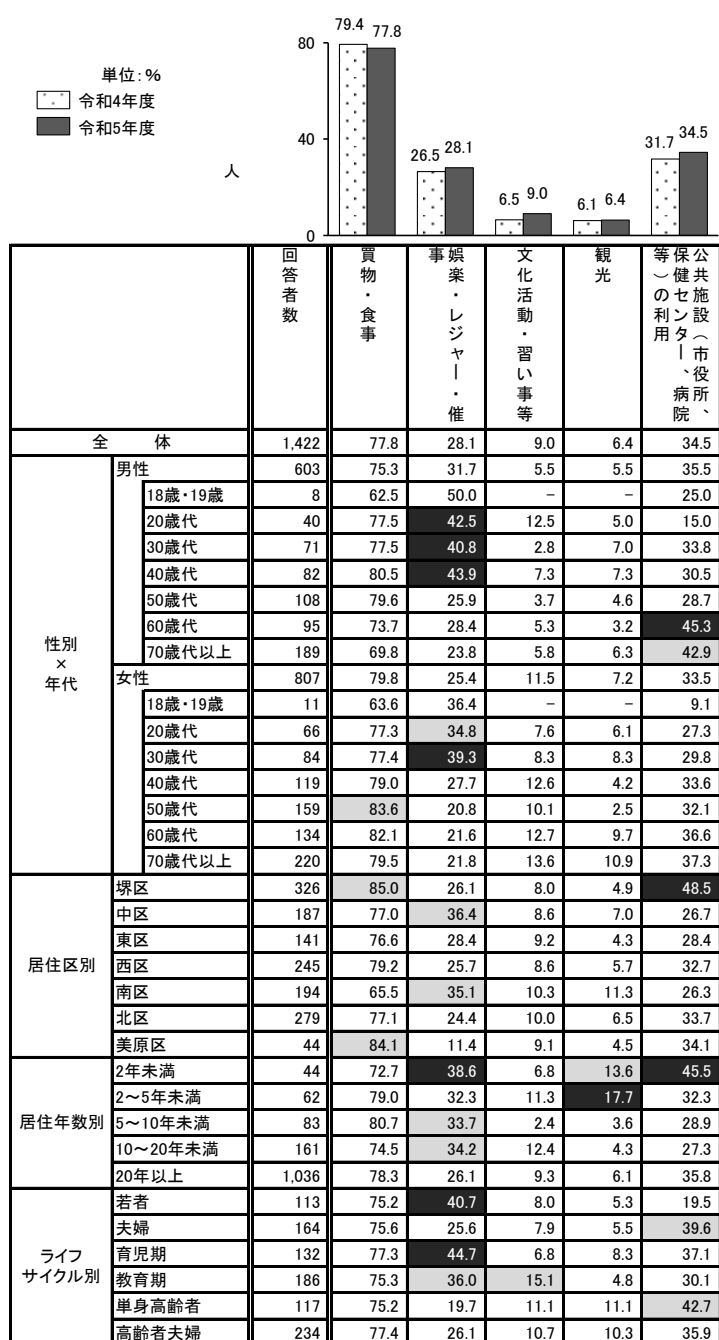 79.4 77.8
80
単位：％
令和4年度
令和5年度
40
26.5 28.1
31.7 34.5
人
6.5 9.0
6.1 6.4
0
回答者数 買物・食事 娯楽・レジャー・催事 文化活動・習い事等 観光 公共施設（市役所、保健センター、病院等）の利用
全体 1,422 77.8 28.1 9.0 6.4 34.5
性別×年代
男性 603 75.3 31.7 5.5 5.5 35.5
18歳・19歳 8 62.5 50.0 － － 25.0
20歳代 40 77.5 42.5 12.5 5.0 15.0
30歳代 71 77.5 40.8 2.8 7.0 33.8
40歳代 82 80.5 43.9 7.3 7.3 30.5
50歳代 108 79.6 25.9 3.7 4.6 28.7
60歳代 95 73.7 28.4 5.3 3.2 45.3
70歳代以上 189 69.8 23.8 5.8 6.3 42.9
女性 807 79.8 25.4 11.5 7.2 33.5
18歳・19歳 11 63.6 36.4 － － 9.1
20歳代 66 77.3 34.8 7.6 6.1 27.3
30歳代 84 77.4 39.3 8.3 8.3 29.8
40歳代 119 79.0 27.7 12.6 4.2 33.6
50歳代 159 83.6 20.8 10.1 2.5 32.1
60歳代 134 82.1 21.6 12.7 9.7 36.6
70歳代以上 220 79.5 21.8 13.6 10.9 37.3
居住区別
堺区 326 85.0 26.1 8.0 4.9 48.5
中区 187 77.0 36.4 8.6 7.0 26.7
東区 141 76.6 28.4 9.2 4.3 28.4
西区 245 79.2 25.7 8.6 5.7 32.7
南区 194 65.5 35.1 10.3 11.3 26.3
北区 279 77.1 24.4 10.0 6.5 33.7
美原区 44 84.1 11.4 9.1 4.5 34.1
居住年数別
2年未満 44 72.7 38.6 6.8 13.6 45.5
2～5年未満 62 79.0 32.3 11.3 17.7 32.3
5～10年未満 83 80.7 33.7 2.4 3.6 28.9
10～20年未満 161 74.5 34.2 12.4 4.3 27.3
20年以上 1,036 78.3 26.1 9.3 6.1 35.8
ライフサイクル別
若者 113 75.2 40.7 8.0 5.3 19.5
夫婦 164 75.6 25.6 7.9 5.5 39.6
育児期 132 77.3 44.7 6.8 8.3 37.1
教育期 186 75.3 36.0 15.1 4.8 30.1
単身高齢者 117 75.2 19.7 11.1 11.1 42.7
高齢者夫婦 234 77.4 26.1 10.7 10.3 35.9